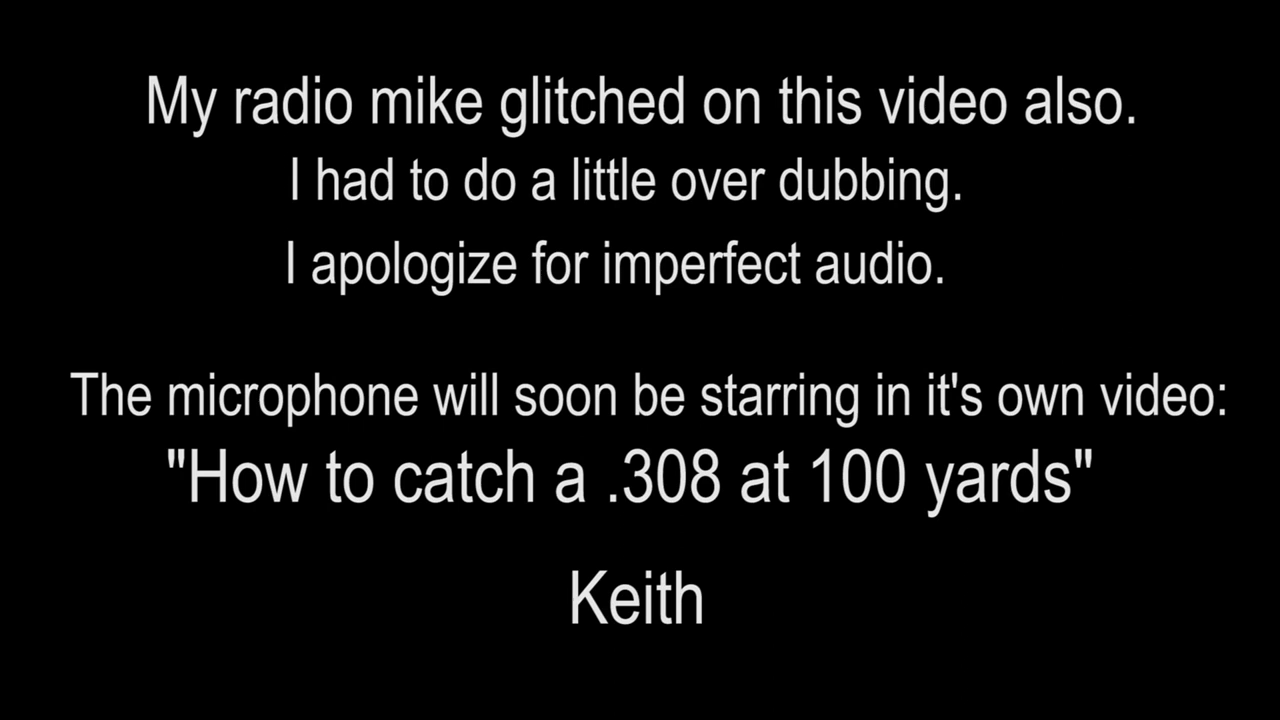 My radio mike glitched on this video also.
I had to do a little over dubbing.
I apologize for imperfect audio.
The microphone will soon be starring in it's own video:
"How to catch a .308 at 100 yards"
Keith